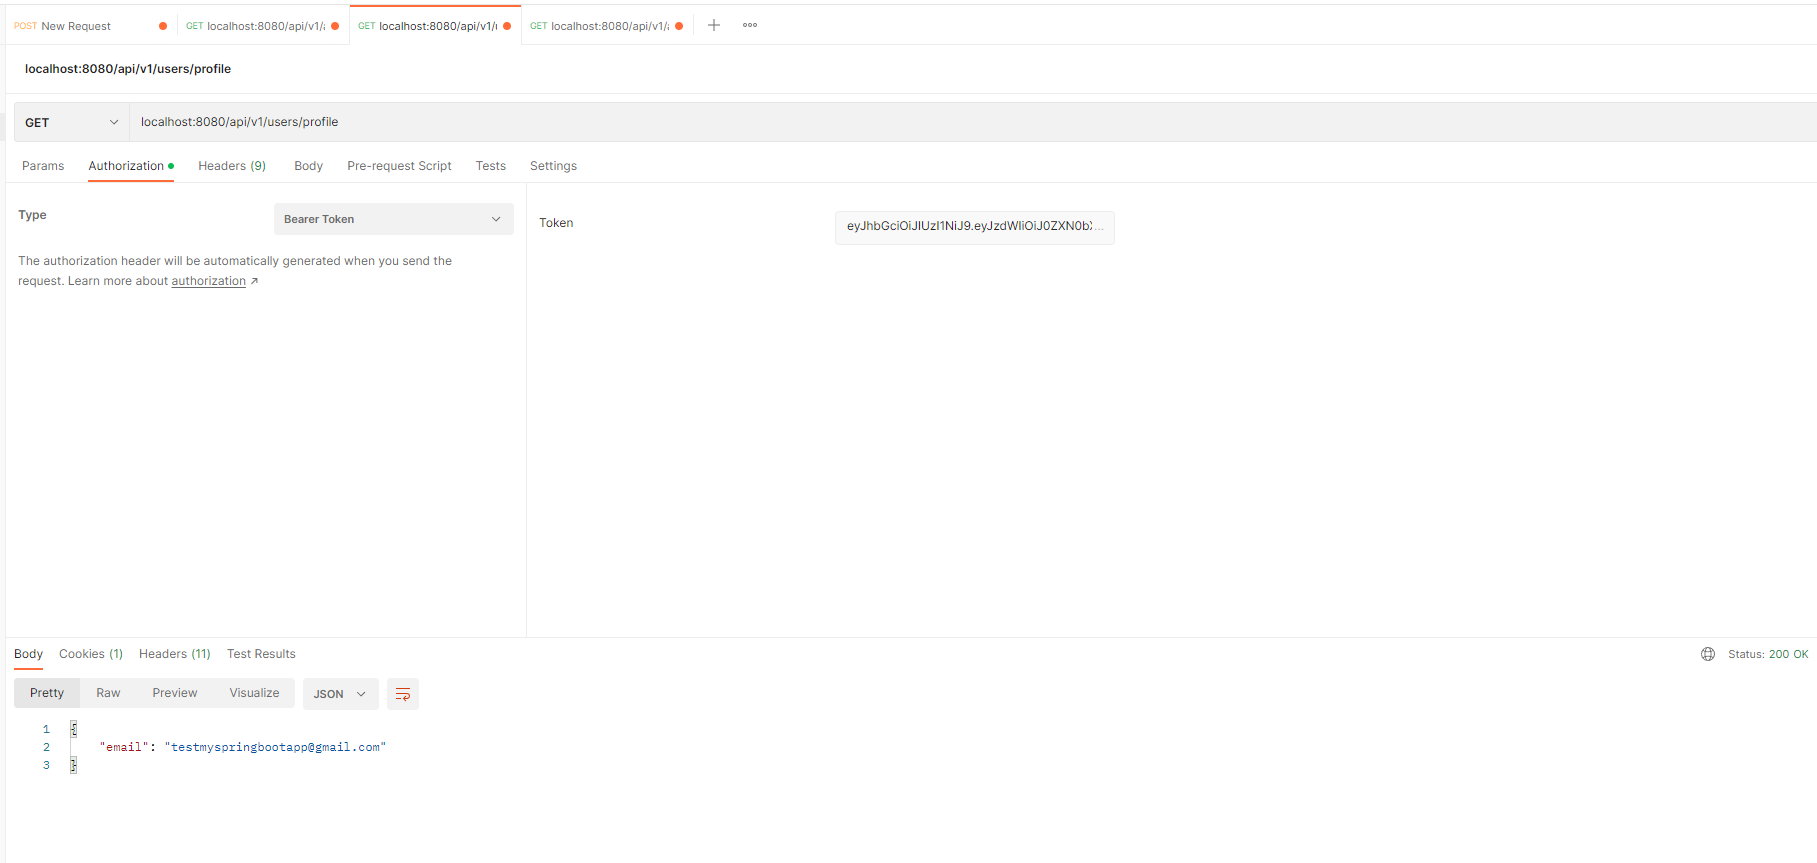 POST New Request GET localhost:8080/api/v1/ GET localhost:8080/api/v1/ GET localhost:8080/api/v1/
localhost:8080/api/v1/users/profile
GET localhost:8080/api/v1/users/profile
Params Authorization Headers (9) Body Pre-request Script Tests Settings
Type Bearer Token
Token eyJhbGciOiJIUzI1NiJ9.eyJzdWIiOiJ0ZXN0b...
The authorization header will be automatically generated when you send the
request. Learn more about authorization ↗
Body Cookies (1) Headers (11) Test Results Status: 200 OK
Pretty Raw Preview Visualize JSON
1 {
2 "email": "testmyspringbootapp@gmail.com"
3 }